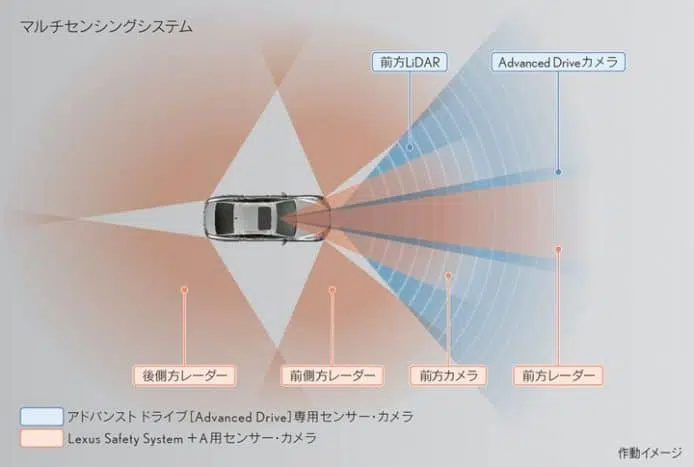 マルチセンシングシステム
前方LiDAR
Advanced Driveカメラ
後側方レーダー
前側方レーダー
前方カメラ
前方レーダー
アドバンスト ドライブ[Advanced Drive]専用センサー・カメラ
Lexus Safety System ＋A用センサー・カメラ
作動イメージ